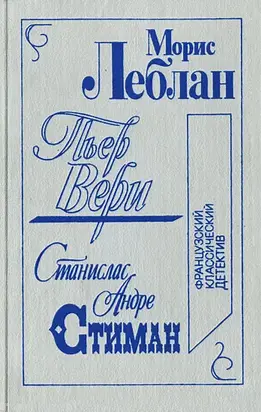 Морис
Леблан
Пьер
Вери
Станислас
Андре
Стиман
ФРАНЦУЗСКИЙ
КЛАССИЧЕСКИЙ
ДЕТЕКТИВ